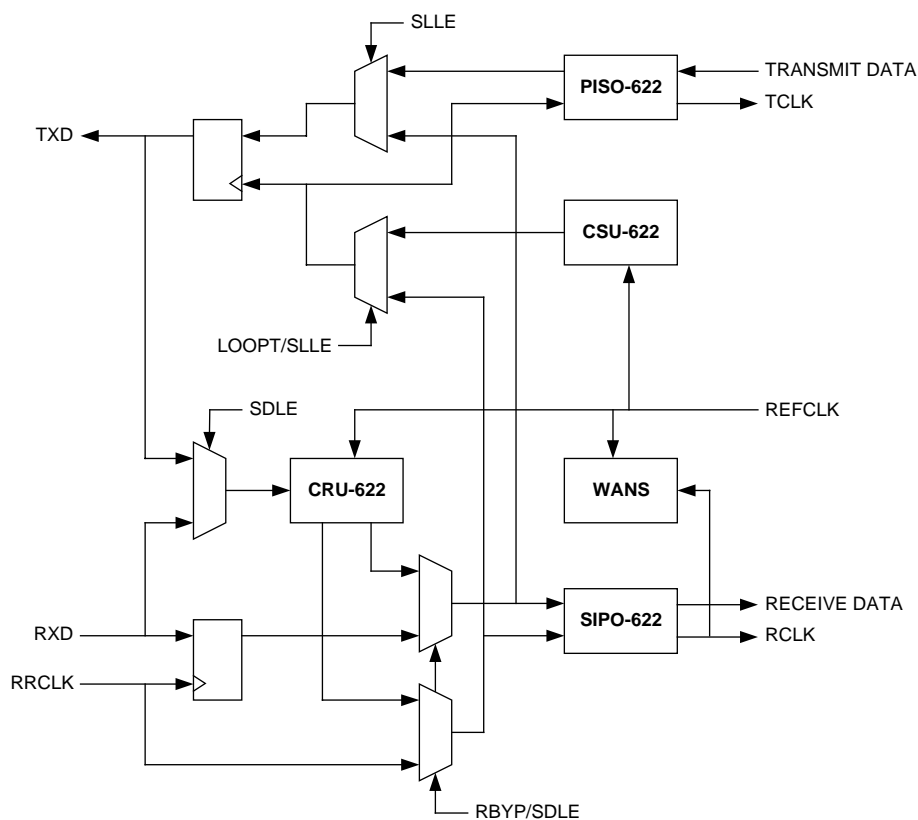 SLLE
TRANSMIT DATA
PISO-622
TCLK
TXD
CSU-622
LOOPT/SLLE
SDLE
REFCLK
CRU-622
WANS
RECEIVE DATA
SIPO-622
RXD
RCLK
RRCLK
RBYP/SDLE